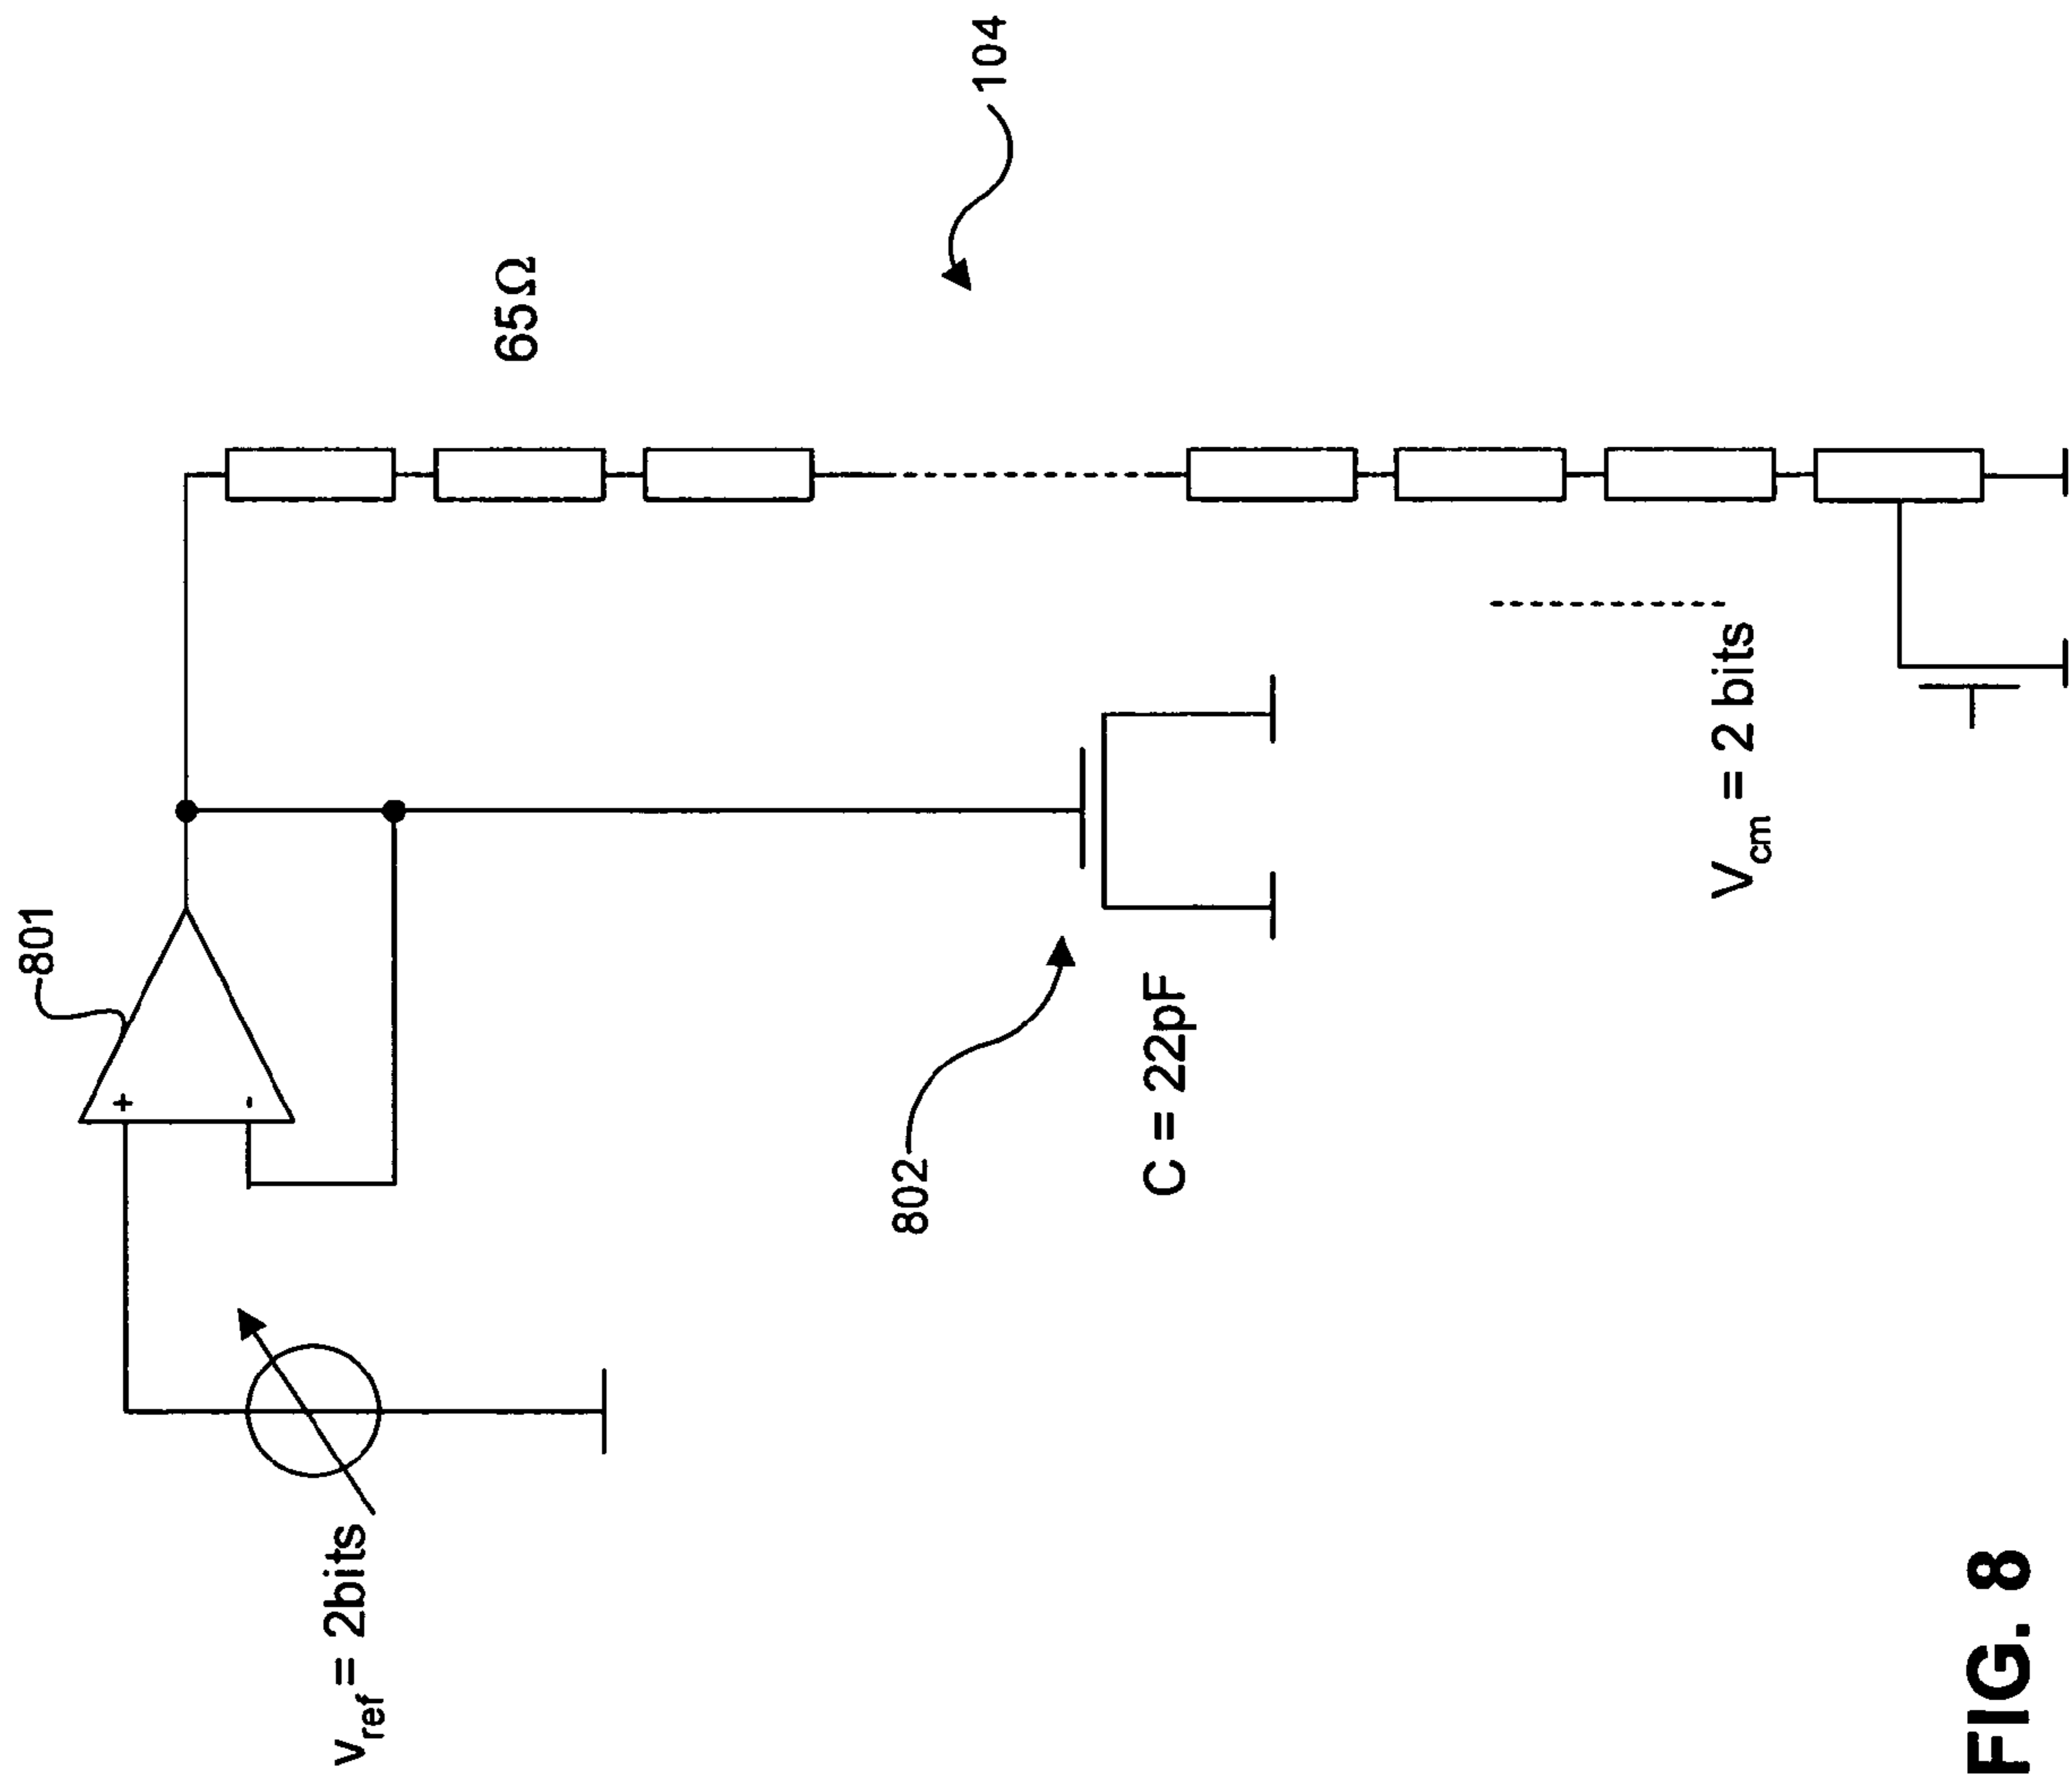 801
+
-
V_ref = 2bits
802
C = 22pF
65Ω
104
V_cm = 2 bits
FIG. 8